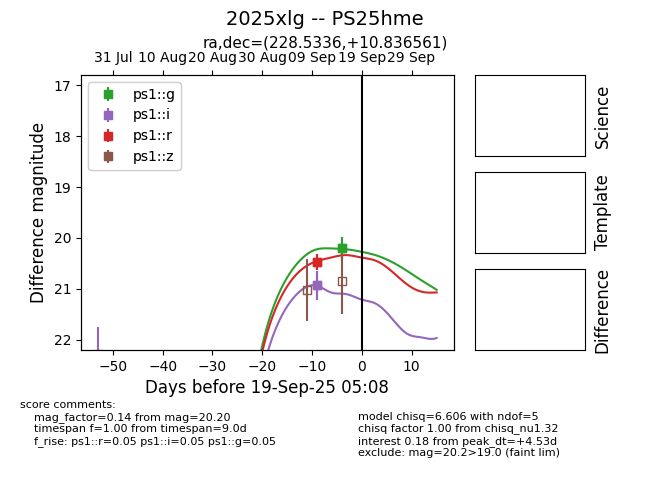 2025xlg -- PS25hme
ra,dec=(228.5336,+10.836561)
31 Jul 10 Aug 20 Aug 30 Aug 09 Sep 19 Sep 29 Sep
ps1::g
ps1::i
ps1::r
ps1::z
17
18
19
20
21
22
Difference magnitude
−50 −40 −30 −20 −10 0 10
Days before 19-Sep-25 05:08
Science
Template
Difference
score comments:
mag_factor=0.14 from mag=20.20
timespan f=1.00 from timespan=9.0d
f_rise: ps1::r=0.05 ps1::i=0.05 ps1::g=0.05
model chisq=6.606 with ndof=5
chisq factor 1.00 from chisq_nu1.32
interest 0.18 from peak_dt=+4.53d
exclude: mag=20.2>19.0 (faint lim)